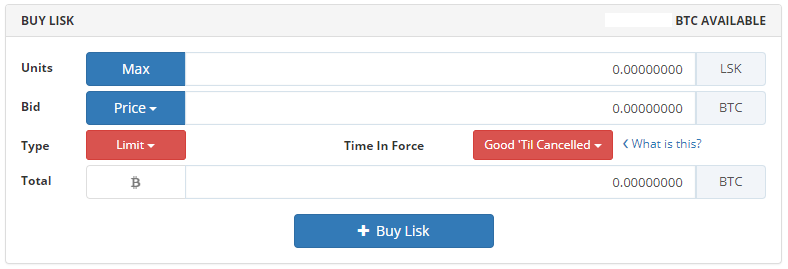 BUY LISK BTC AVAILABLE
Units Max 0.00000000 LSK
Bid Price 0.00000000 BTC
Type Limit Time In Force Good 'Til Cancelled What is this?
Total 0.00000000 BTC
Buy Lisk